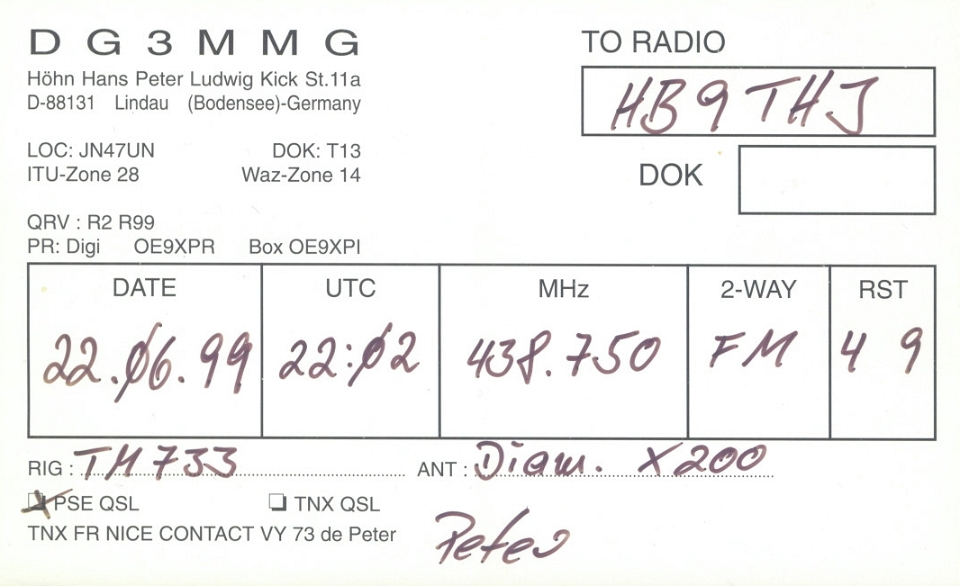 DG3MMG
Höhn Hans Peter Ludwig Kick St.11a
D-88131 Lindau (Bodensee)-Germany
LOC: JN47UN DOK: T13
ITU-Zone 28 Waz-Zone 14
QRV : R2 R99
PR: Digi OE9XPR Box OE9XPI
TO RADIO
HB9THJ
DOK
DATE UTC MHz 2-WAY RST
22.06.99 22:02 438.750 FM 4 9
RIG : TM 733 ANT : Diam. X200
PSE QSL TNX QSL
TNX FR NICE CONTACT VY 73 de Peter
Peter